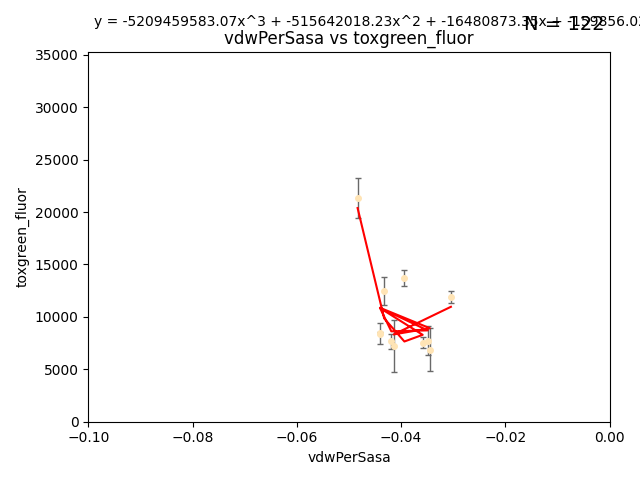 y = -5209459583.07x^3 + -515642018.23x^2 + -16480873.35x + -159856.0
N = 122
vdwPerSasa vs toxgreen_fluor
35000
30000
25000
20000
15000
10000
5000
0
toxgreen_fluor
−0.10 −0.08 −0.06 −0.04 −0.02 0.00
vdwPerSasa